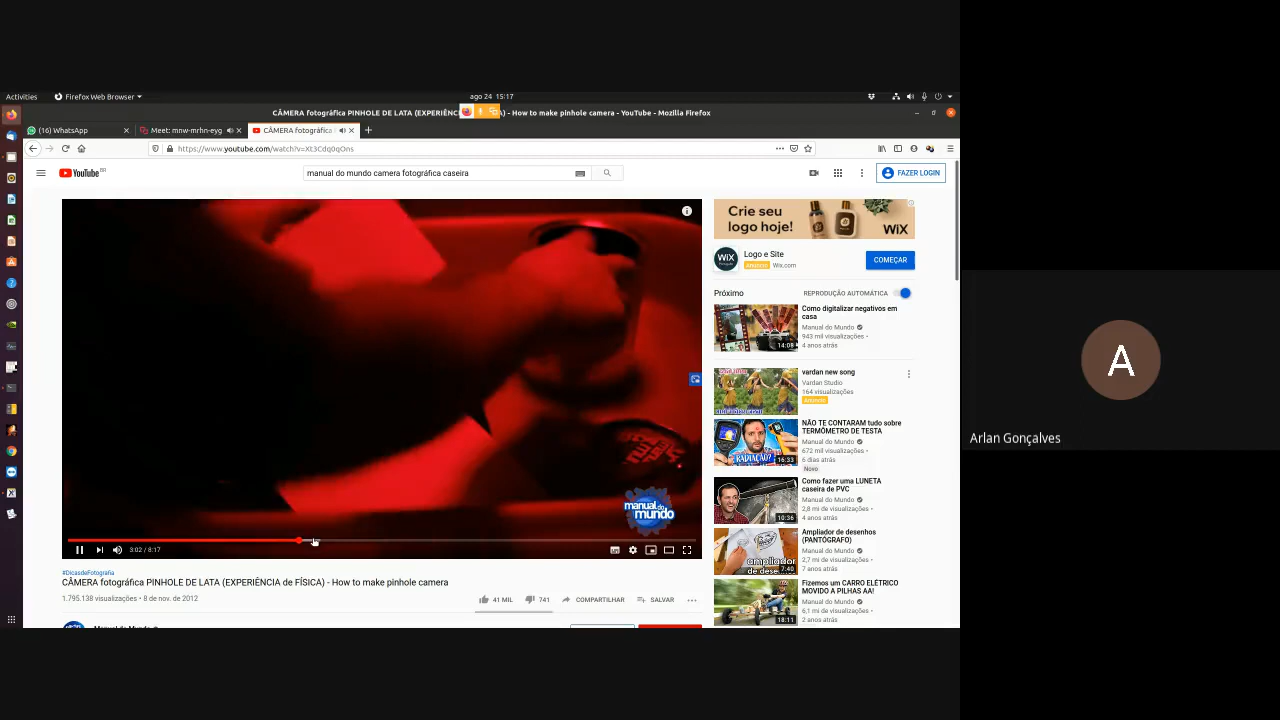 Activities
Firefox Web Browser
ago 24 15:17
CÂMERA fotográfica PINHOLE DE LATA (EXPERIÊNC A) - How to make pinhole camera - YouTube - Mozilla Firefox
(16) WhatsApp
Meet: mnw-mrhn-eyg
CÂMERA fotográfica
https://www.youtube.com/watch?v=Xt3Cdq0qOns
YouTube BR
manual do mundo camera fotográfica caseira
FAZER LOGIN
manual do mundo
3:02 / 8:17
Crie seu
logo hoje!
WiX
WiX
Logo e Site
Anúncio Wix.com
COMEÇAR
Próximo
REPRODUÇÃO AUTOMÁTICA
Como digitalizar negativos em
casa
Manual do Mundo
943 mil visualizações •
4 anos atrás
14:09
vardan new song
Vardan Studio
164 visualizações
Anúncio
NÃO TE CONTARAM tudo sobre
TERMÔMETRO DE TESTA
Manual do Mundo
672 mil visualizações •
6 dias atrás
Novo
RADIAÇÃO?
16:33
Como fazer uma LUNETA
caseira de PVC
Manual do Mundo
2,8 mi de visualizações •
4 anos atrás
10:36
Ampliador de desenhos
(PANTÓGRAFO)
Manual do Mundo
2,7 mi de visualizações •
7 anos atrás
ampliador
7:40
Fizemos um CARRO ELÉTRICO
MOVIDO A PILHAS AA!
Manual do Mundo
6,1 mi de visualizações •
2 anos atrás
18:11
#DicasdeFotografia
CÂMERA fotográfica PINHOLE DE LATA (EXPERIÊNCIA de FÍSICA) - How to make pinhole camera
1.795.138 visualizações • 8 de nov. de 2012
41 MIL
741
COMPARTILHAR
SALVAR
A
Arlan Gonçalves